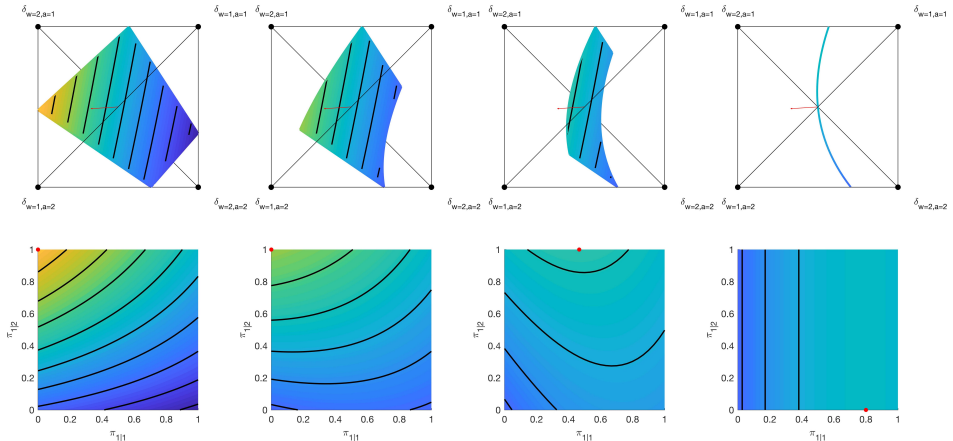 δw=2,a=1 δw=1,a=1 δw=2,a=1 δw=1,a=1 δw=2,a=1 δw=1,a=1 δw=2,a=1 δw=1,a=1
δw=1,a=2 δw=2,a=2 δw=1,a=2 δw=2,a=2 δw=1,a=2 δw=2,a=2 δw=1,a=2 δw=2,a=2
1 1 1 1
0.8 0.8 0.8 0.8
0.6 0.6 0.6 0.6
π1|2 π1|2 π1|2 π1|2
0.4 0.4 0.4 0.4
0.2 0.2 0.2 0.2
0 0 0 0
0 0.2 0.4 0.6 0.8 1 0 0.2 0.4 0.6 0.8 1 0 0.2 0.4 0.6 0.8 1 0 0.2 0.4 0.6 0.8 1
π1|1 π1|1 π1|1 π1|1